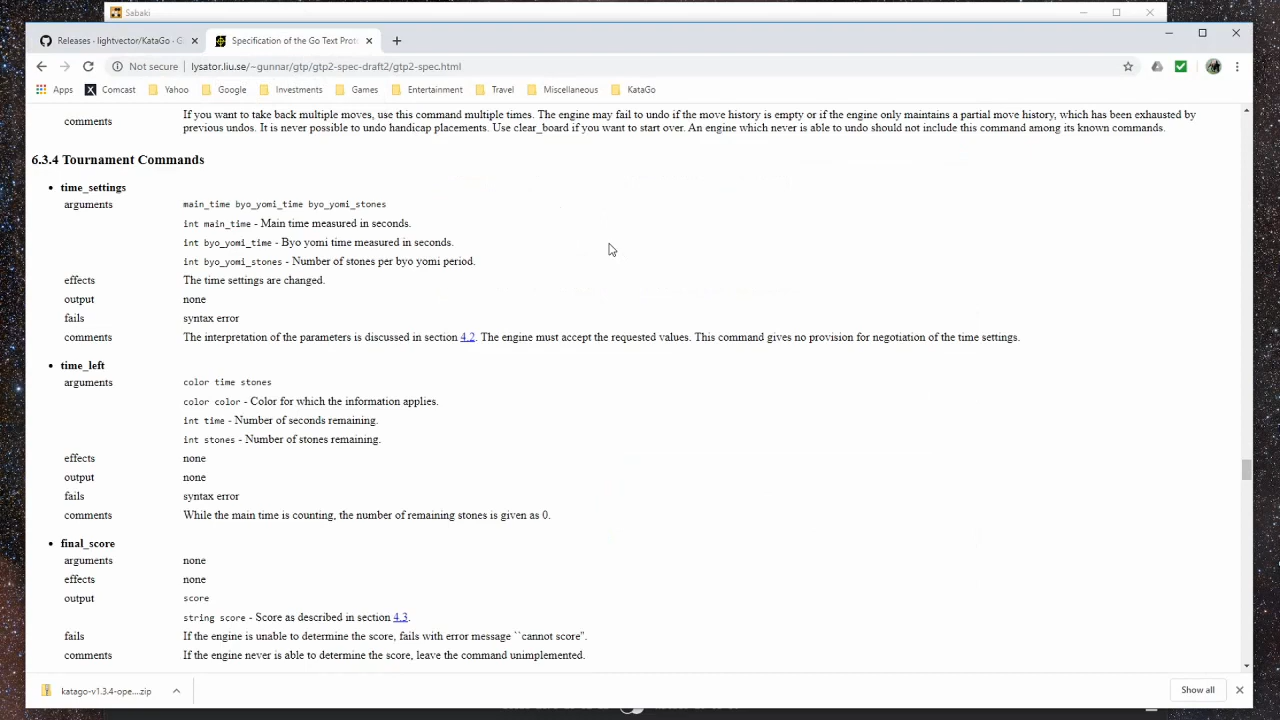 Sabaki
Releases · lightvector/KataGo · G
Specification of the Go Text Prot
Not secure | lysator.liu.se/~gunnar/gtp/gtp2-spec-draft2/gtp2-spec.html
Apps Comcast Yahoo Google Investments Games Entertainment Travel Miscellaneous KataGo
comments If you want to take back multiple moves, use this command multiple times. The engine may fail to undo if the move history is empty or if the engine only maintains a partial move history, which has been exhausted by
previous undos. It is never possible to undo handicap placements. Use clear_board if you want to start over. An engine which never is able to undo should not include this command among its known commands.
6.3.4 Tournament Commands
• time_settings
arguments main_time byo_yomi_time byo_yomi_stones
int main_time - Main time measured in seconds.
int byo_yomi_time - Byo yomi time measured in seconds.
int byo_yomi_stones - Number of stones per byo yomi period.
effects The time settings are changed.
output none
fails syntax error
comments The interpretation of the parameters is discussed in section 4.2. The engine must accept the requested values. This command gives no provision for negotiation of the time settings.
• time_left
arguments color time stones
color color - Color for which the information applies.
int time - Number of seconds remaining.
int stones - Number of stones remaining.
effects none
output none
fails syntax error
comments While the main time is counting, the number of remaining stones is given as 0.
• final_score
arguments none
effects none
output score
string score - Score as described in section 4.3.
fails If the engine is unable to determine the score, fails with error message ``cannot score''.
comments If the engine never is able to determine the score, leave the command unimplemented.
katago-v1.3.4-ope....zip
Show all